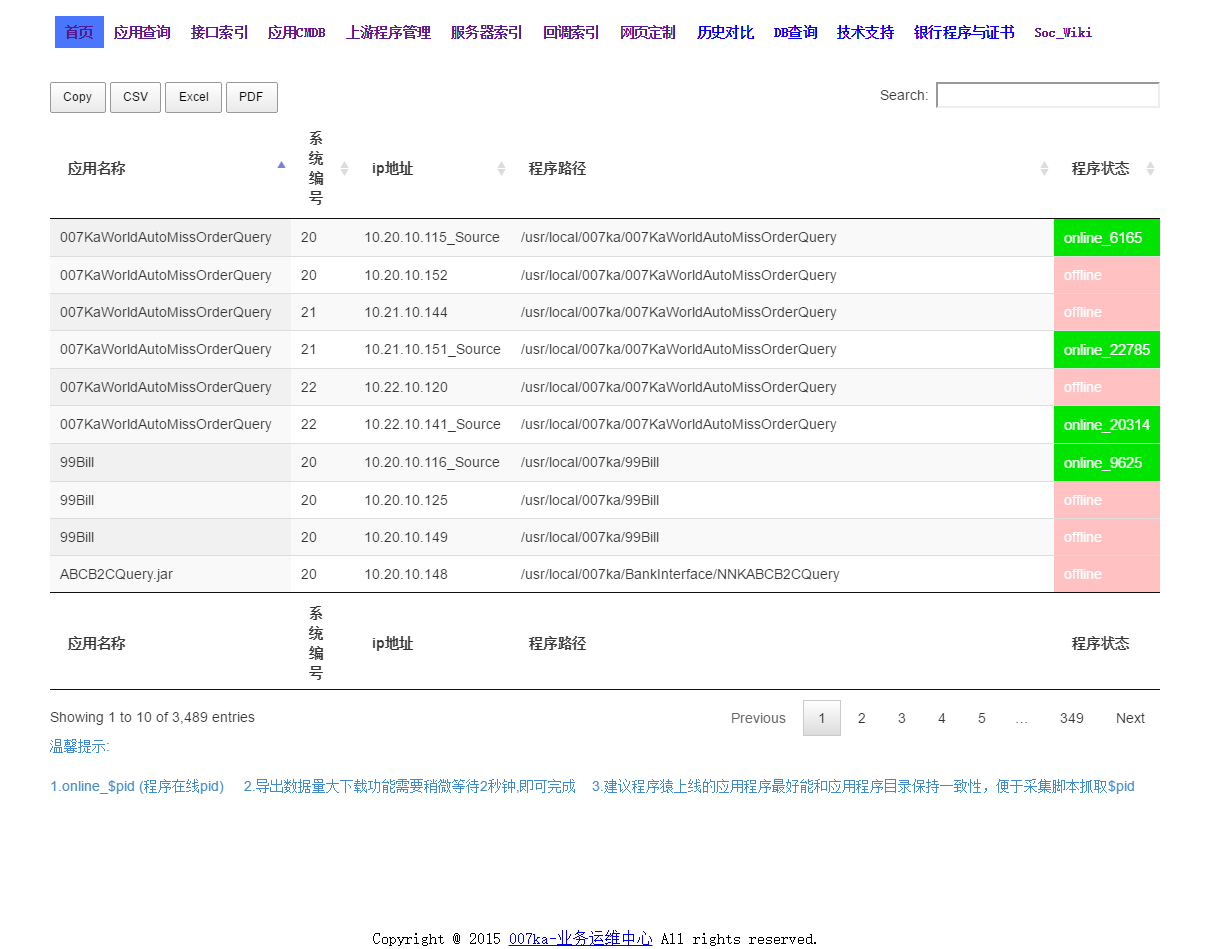 首页 应用查询 接口索引 应用CMDB 上游程序管理 服务器索引 回调索引 网页定制 历史对比 DB查询 技术支持 银行程序与证书 Soc_Wiki
Copy CSV Excel PDF Search:
应用名称 系统编号 ip地址 程序路径 程序状态
007KaWorldAutoMissOrderQuery 20 10.20.10.115_Source /usr/local/007ka/007KaWorldAutoMissOrderQuery online_6165
007KaWorldAutoMissOrderQuery 20 10.20.10.152 /usr/local/007ka/007KaWorldAutoMissOrderQuery offline
007KaWorldAutoMissOrderQuery 21 10.21.10.144 /usr/local/007ka/007KaWorldAutoMissOrderQuery offline
007KaWorldAutoMissOrderQuery 21 10.21.10.151_Source /usr/local/007ka/007KaWorldAutoMissOrderQuery online_22785
007KaWorldAutoMissOrderQuery 22 10.22.10.120 /usr/local/007ka/007KaWorldAutoMissOrderQuery offline
007KaWorldAutoMissOrderQuery 22 10.22.10.141_Source /usr/local/007ka/007KaWorldAutoMissOrderQuery online_20314
99Bill 20 10.20.10.116_Source /usr/local/007ka/99Bill online_9625
99Bill 20 10.20.10.125 /usr/local/007ka/99Bill offline
99Bill 20 10.20.10.149 /usr/local/007ka/99Bill offline
ABCB2CQuery.jar 20 10.20.10.148 /usr/local/007ka/BankInterface/NNKABCB2CQuery offline
应用名称 系统编号 ip地址 程序路径 程序状态
Showing 1 to 10 of 3,489 entries Previous 1 2 3 4 5 … 349 Next
温馨提示:
1.online_$pid (程序在线pid) 2.导出数据量大下载功能需要稍微等待2秒钟,即可完成 3.建议程序猿上线的应用程序最好能和应用程序目录保持一致性，便于采集脚本抓取$pid
Copyright @ 2015 007ka-业务运维中心 All rights reserved.